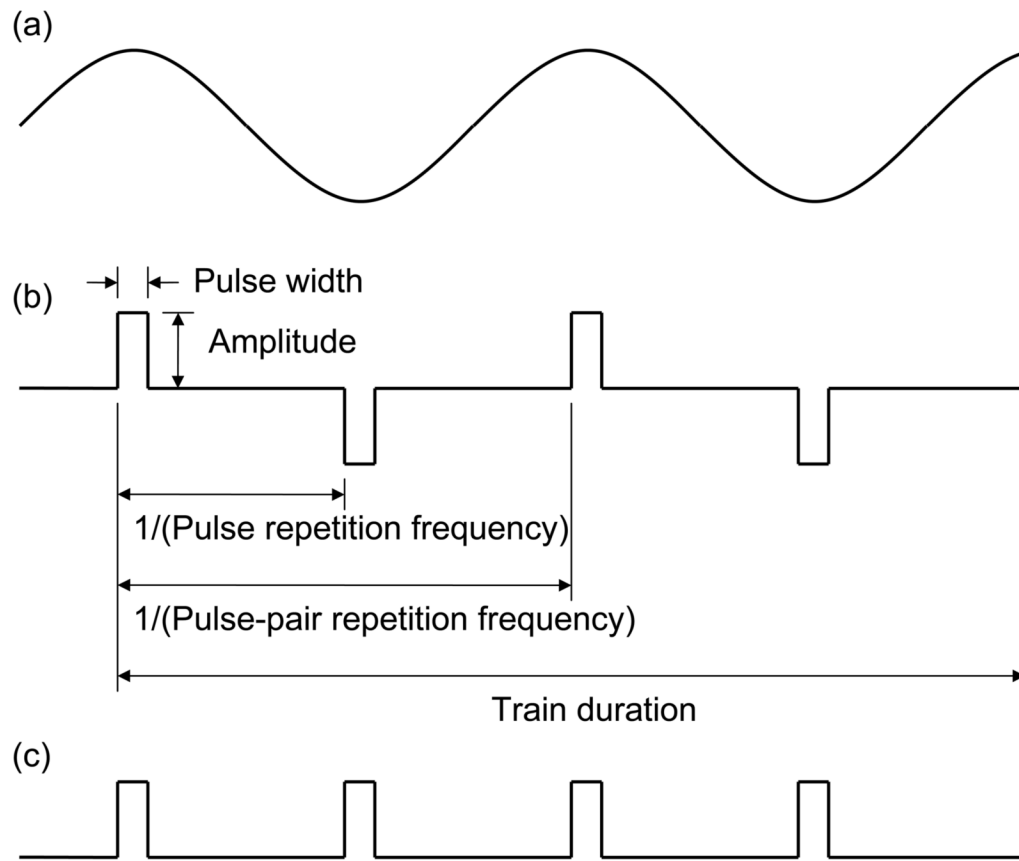 (a)
(b)
Pulse width
Amplitude
1/(Pulse repetition frequency)
1/(Pulse-pair repetition frequency)
Train duration
(c)